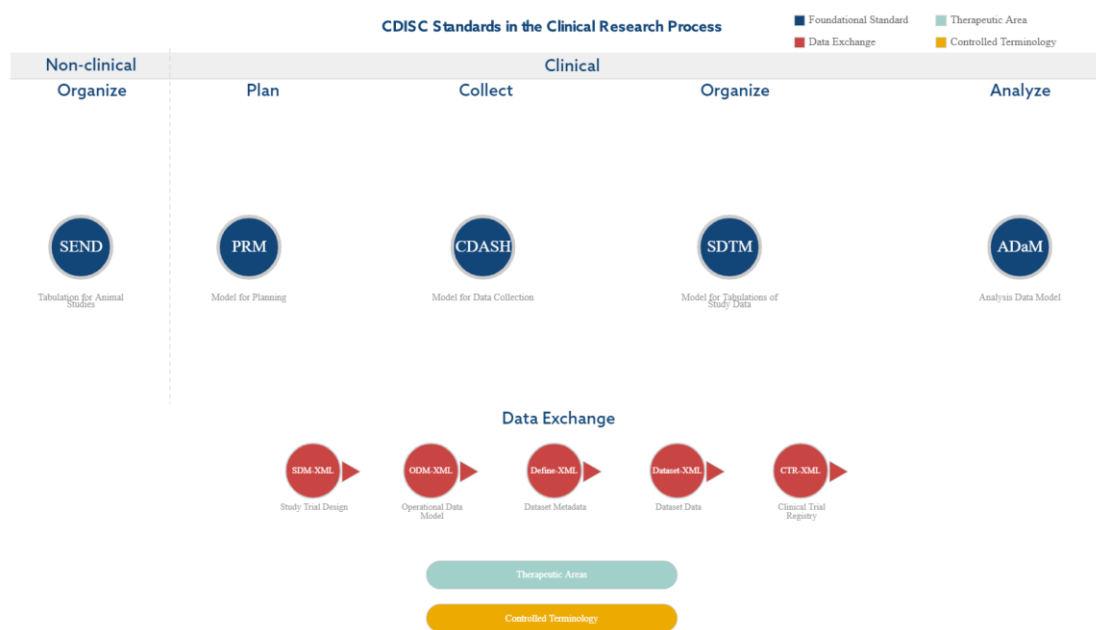 CDISC Standards in the Clinical Research Process
Foundational Standard
Therapeutic Area
Data Exchange
Controlled Terminology
Non-clinical
Clinical
Organize
Plan
Collect
Organize
Analyze
SEND
PRM
CDASH
SDTM
ADaM
Tabulation for Animal
Studies
Model for Planning
Model for Data Collection
Model for Tabulations of
Study Data
Analysis Data Model
Data Exchange
SDM-XML
ODM-XML
Define-XML
Dataset-XML
CTR-XML
Study Trial Design
Operational Data
Model
Dataset Metadata
Dataset Data
Clinical Trial
Registry
Therapeutic Areas
Controlled Terminology